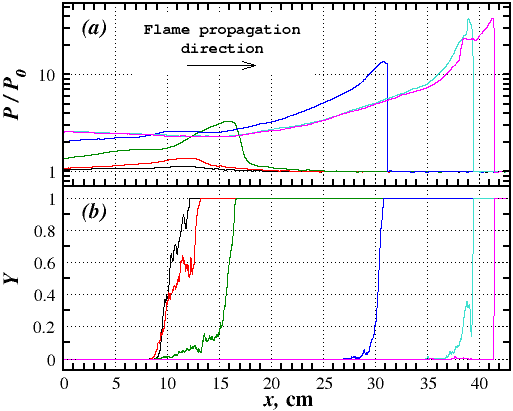 (a)
Flame propagation
direction
P/P0
10
1
(b)
Y
1
0.8
0.6
0.4
0.2
0
0 5 10 15 20 25 30 35 40
x, cm